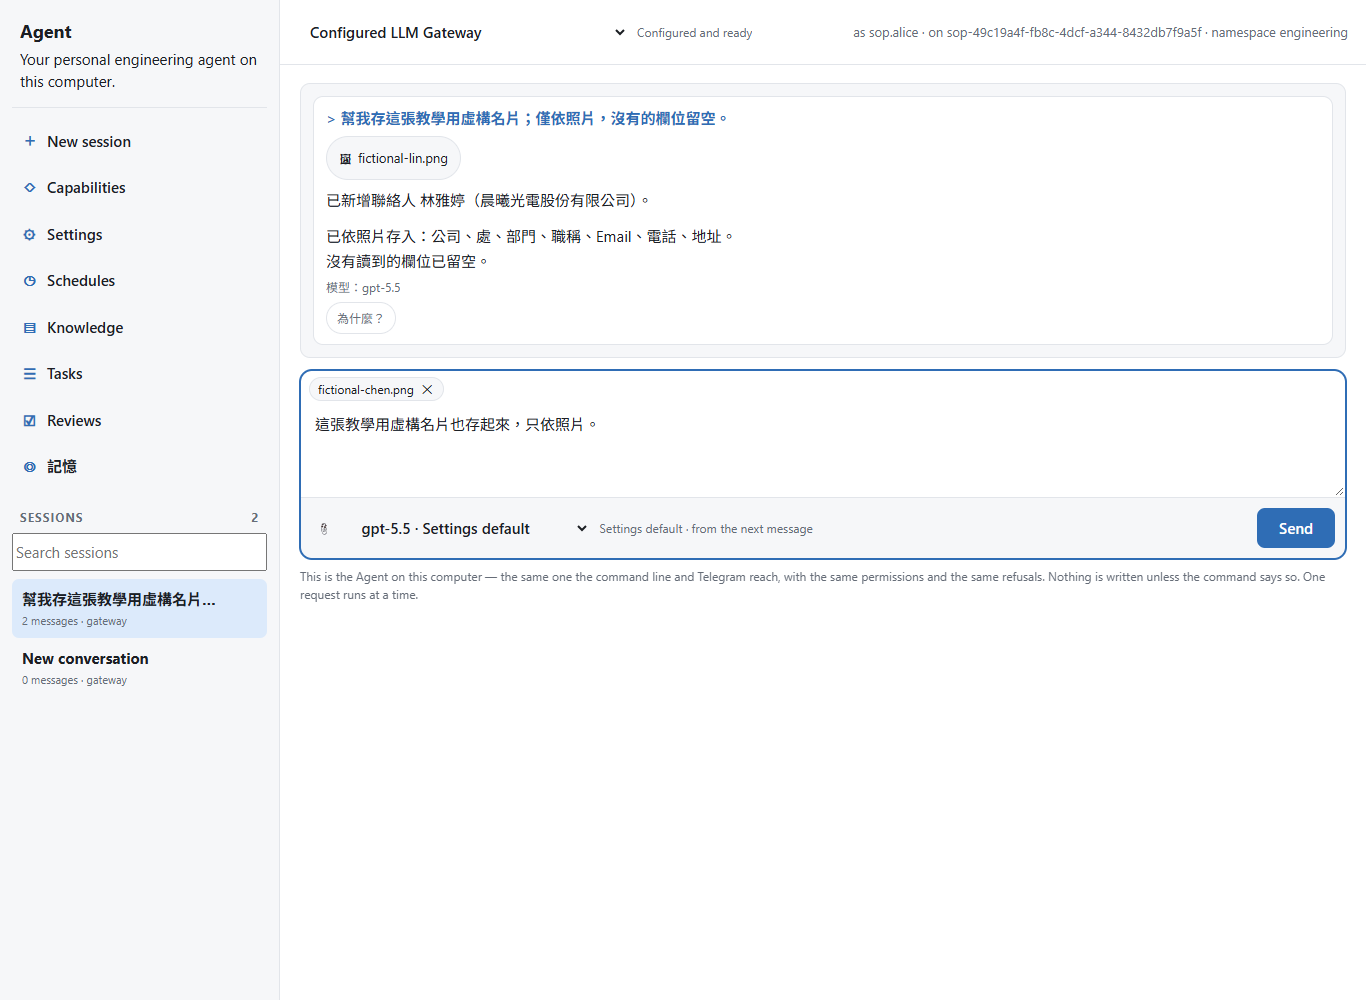 Agent
Your personal engineering agent on
this computer.
New session
Capabilities
Settings
Schedules
Knowledge
Tasks
Reviews
記憶
SESSIONS 2
Search sessions
幫我存這張教學用虛構名片...
2 messages · gateway
New conversation
0 messages · gateway
Configured LLM Gateway Configured and ready as sop.alice · on sop-49c19a4f-fb8c-4dcf-a344-8432db7f9a5f · namespace engineering
> 幫我存這張教學用虛構名片；僅依照片，沒有的欄位留空。
fictional-lin.png
已新增聯絡人 林雅婷（晨曦光電股份有限公司）。
已依照片存入：公司、處、部門、職稱、Email、電話、地址。
沒有讀到的欄位已留空。
模型：gpt-5.5
為什麼？
fictional-chen.png
這張教學用虛構名片也存起來，只依照片。
gpt-5.5 · Settings default Settings default · from the next message Send
This is the Agent on this computer — the same one the command line and Telegram reach, with the same permissions and the same refusals. Nothing is written unless the command says so. One
request runs at a time.